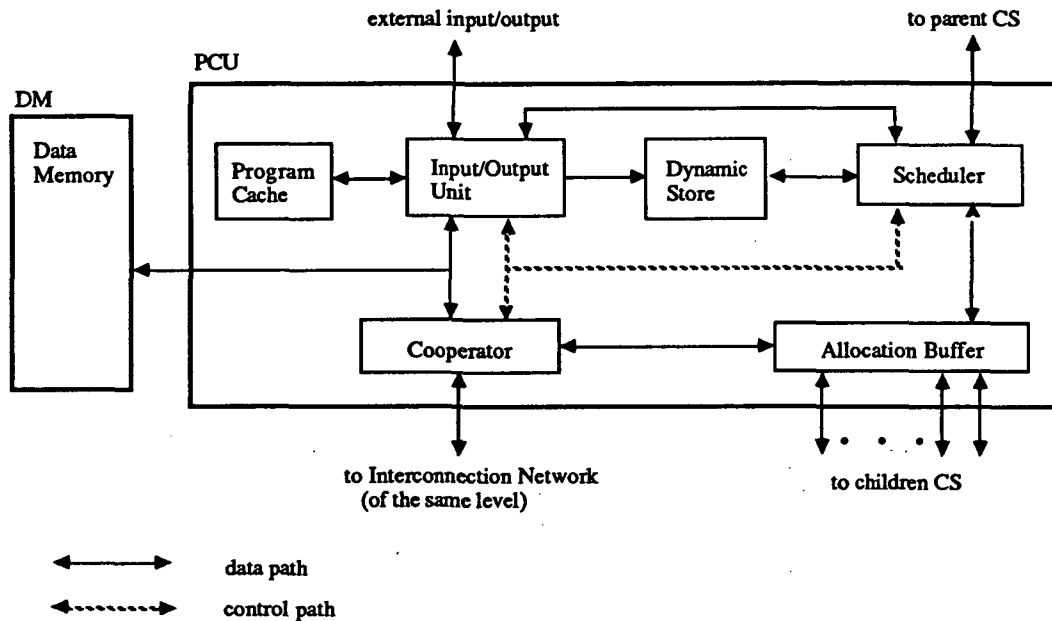 external input/output
to parent CS
PCU
DM
Data
Memory
Program
Cache
Input/Output
Unit
Dynamic
Store
Scheduler
Cooperator
Allocation Buffer
to Interconnection Network
(of the same level)
to children CS
data path
control path